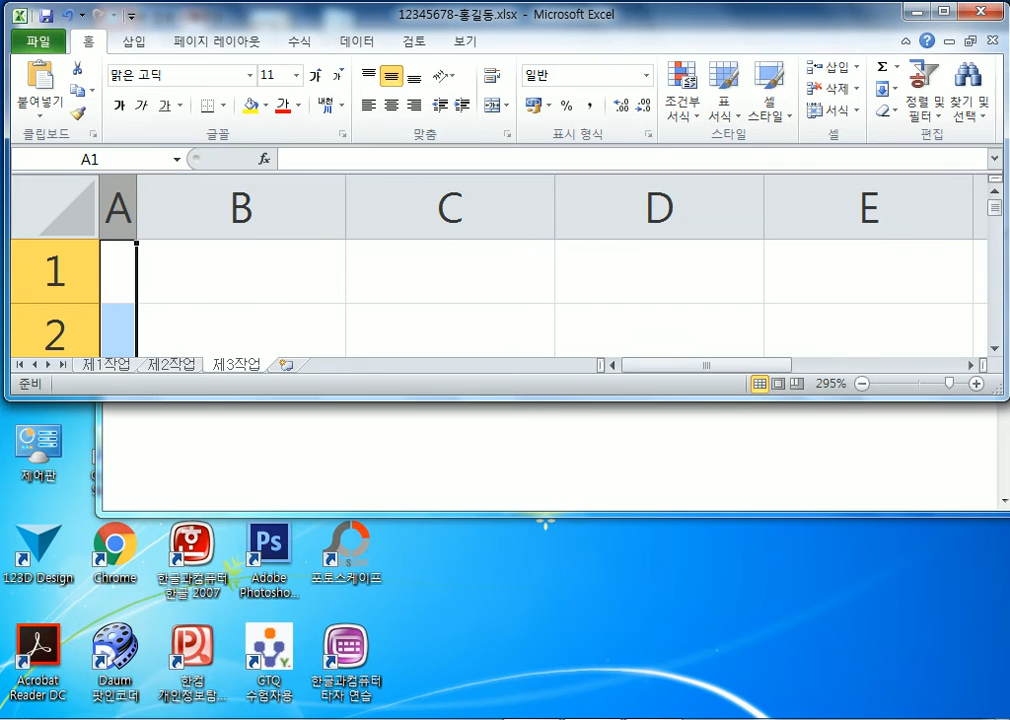 12345678-홍길동.xlsx - Microsoft Excel
파일 홈 삽입 페이지 레이아웃 수식 데이터 검토 보기
붙여넣기
맑은 고딕 11
가 가
가 가 가 가
일반
% ,
조건부 서식
표 서식
셀 스타일
삽입
삭제
서식
Σ
정렬 및 필터
찾기 및 선택
클립보드 글꼴 맞춤 표시 형식 스타일 셀 편집
A1 fx
A B C D E
1
2
제1작업 제2작업 제3작업
준비 295%
제어판
123D Design
Chrome
한글과컴퓨터 한글 2007
Ps
Adobe Photosho...
포토스케이프
Acrobat Reader DC
Daum 팟인코더
한컴 개인정보탐...
GTQ 수험자용
한글과컴퓨터 타자 연습